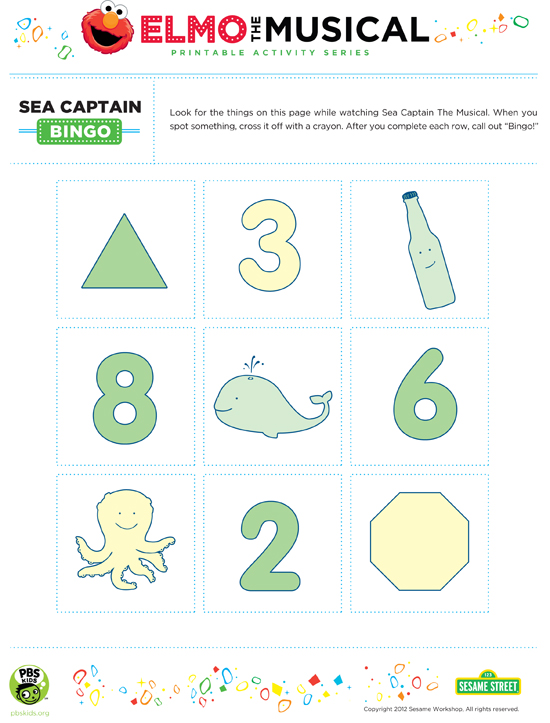 ELMO THE MUSICAL
PRINTABLE ACTIVITY SERIES
SEA CAPTAIN
BINGO
Look for the things on this page while watching Sea Captain The Musical. When you
spot something, cross it off with a crayon. After you complete each row, call out "Bingo!"
3
8
6
2
PBS
KIDS
pbskids.org
123
SESAME STREET
Copyright 2012 Sesame Workshop. All rights reserved.